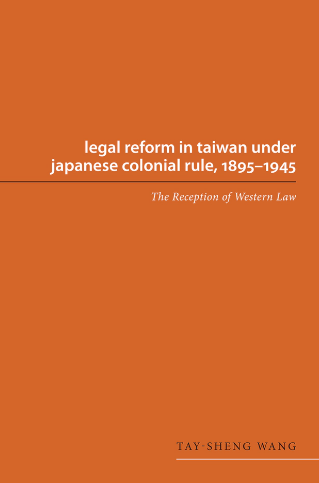 legal reform in taiwan under
japanese colonial rule, 1895–1945
The Reception of Western Law
TAY-SHENG WANG